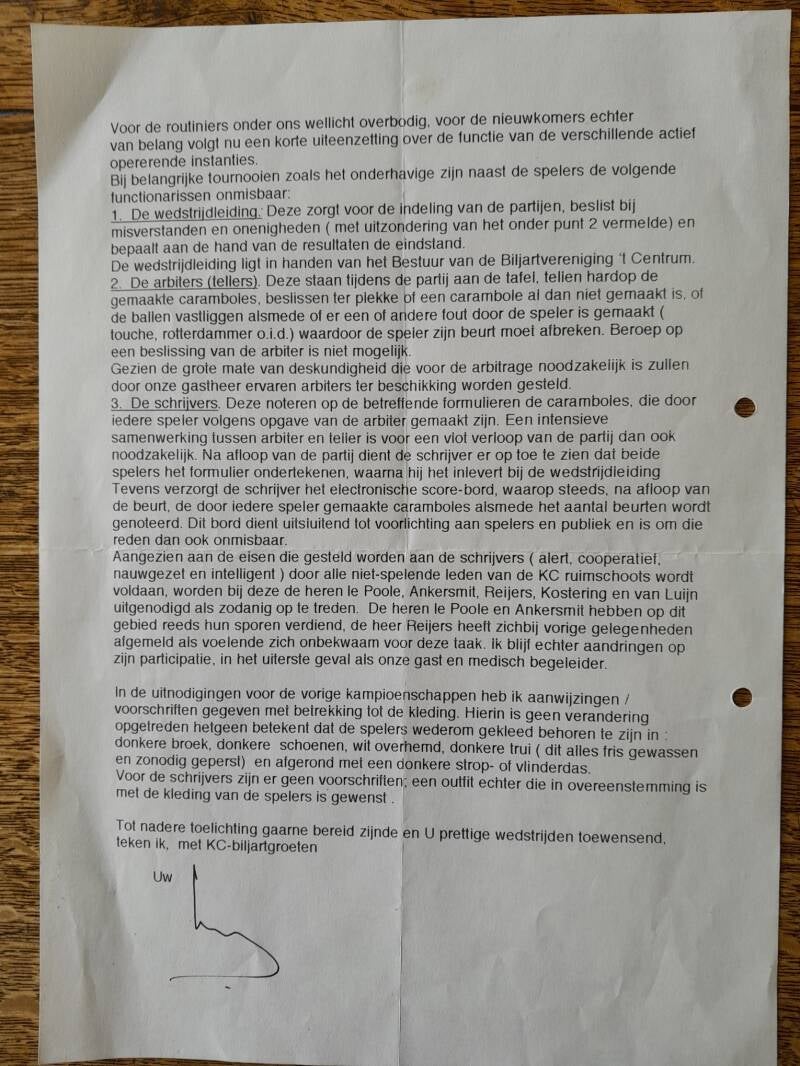 Voor de routiniers onder ons wellicht overbodig, voor de nieuwkomers echter
van belang volgt nu een korte uiteenzetting over de functie van de verschillende actief
opererende instanties.
Bij belangrijke tournooien zoals het onderhavige zijn naast de spelers de volgende
functionarissen onmisbaar:
1. De wedstrijdleiding. Deze zorgt voor de indeling van de partijen, beslist bij
misverstanden en onenigheden ( met uitzondering van het onder punt 2 vermelde) en
bepaalt aan de hand van de resultaten de eindstand.
De wedstrijdleiding ligt in handen van het Bestuur van de Biljartvereniging 't Centrum.
2. De arbiters (tellers). Deze staan tijdens de partij aan de tafel, tellen hardop de
gemaakte caramboles, beslissen ter plekke of een carambole al dan niet gemaakt is, of
de ballen vastliggen alsmede of er een of andere fout door de speler is gemaakt (
touche, rotterdammer o.i.d.) waardoor de speler zijn beurt moet afbreken. Beroep op
een beslissing van de arbiter is niet mogelijk.
Gezien de grote mate van deskundigheid die voor de arbitrage noodzakelijk is zullen
door onze gastheer ervaren arbiters ter beschikking worden gesteld.
3. De schrijvers. Deze noteren op de betreffende formulieren de caramboles, die door
iedere speler volgens opgave van de arbiter gemaakt zijn. Een intensieve
samenwerking tussen arbiter en teller is voor een vlot verloop van de partij dan ook
noodzakelijk. Na afloop van de partij dient de schrijver er op toe te zien dat beide
spelers het formulier ondertekenen, waarna hij het inlevert bij de wedstrijdleiding
Tevens verzorgt de schrijver het electronische score-bord, waarop steeds, na afloop van
de beurt, de door iedere speler gemaakte caramboles alsmede het aantal beurten wordt
genoteerd. Dit bord dient uitsluitend tot voorlichting aan spelers en publiek en is om die
reden dan ook onmisbaar.
Aangezien aan de eisen die gesteld worden aan de schrijvers ( alert, cooperatief,
nauwgezet en intelligent ) door alle niet-spelende leden van de KC ruimschoots wordt
voldaan, worden bij deze de heren le Poole, Ankersmit, Reijers, Kostering en van Luijn
uitgenodigd als zodanig op te treden. De heren le Poole en Ankersmit hebben op dit
gebied reeds hun sporen verdiend, de heer Reijers heeft zichbij vorige gelegenheden
afgemeld als voelende zich onbekwaam voor deze taak. Ik blijf echter aandringen op
zijn participatie, in het uiterste geval als onze gast en medisch begeleider.
In de uitnodigingen voor de vorige kampioenschappen heb ik aanwijzingen /
voorschriften gegeven met betrekking tot de kleding. Hierin is geen verandering
opgetreden hetgeen betekent dat de spelers wederom gekleed behoren te zijn in :
donkere broek, donkere schoenen, wit overhemd, donkere trui ( dit alles fris gewassen
en zonodig geperst) en afgerond met een donkere strop- of vlinderdas.
Voor de schrijvers zijn er geen voorschriften; een outfit echter die in overeenstemming is
met de kleding van de spelers is gewenst .
Tot nadere toelichting gaarne bereid zijnde en U prettige wedstrijden toewensend,
teken ik, met KC-biljartgroeten
Uw